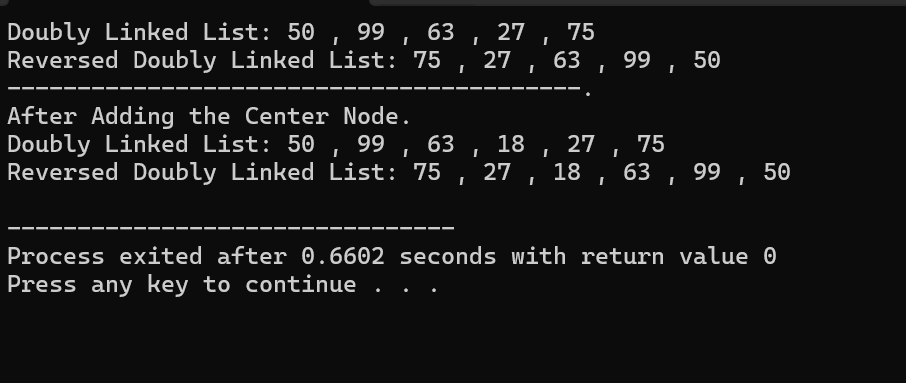 Doubly Linked List: 50 , 99 , 63 , 27 , 75
Reversed Doubly Linked List: 75 , 27 , 63 , 99 , 50
-----------------------------------------.
After Adding the Center Node.
Doubly Linked List: 50 , 99 , 63 , 18 , 27 , 75
Reversed Doubly Linked List: 75 , 27 , 18 , 63 , 99 , 50
--------------------------------
Process exited after 0.6602 seconds with return value 0
Press any key to continue . . .